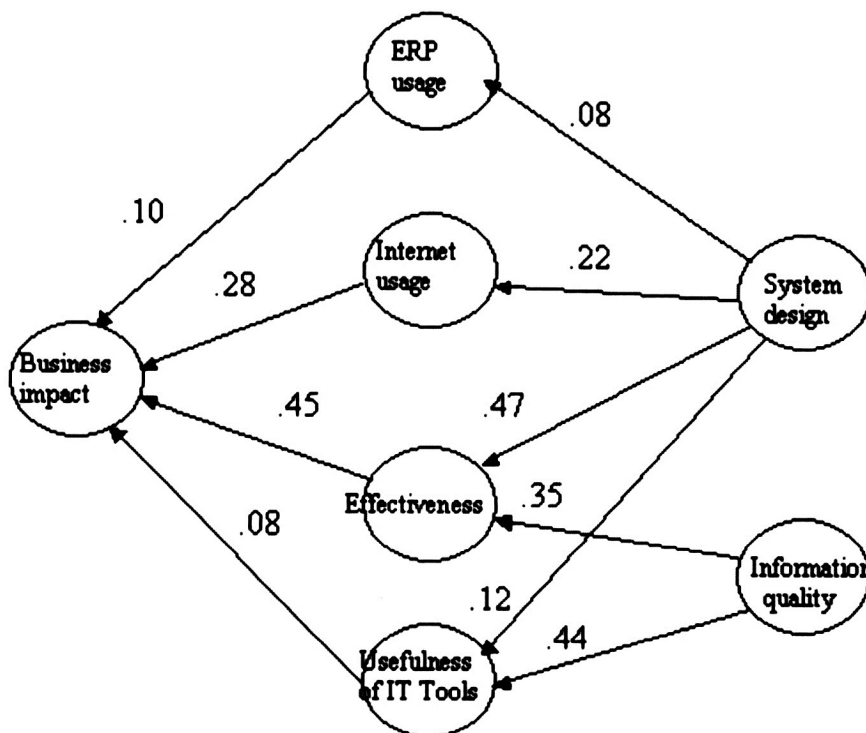 ERP
usage
.08
.10
Internet
usage
.22
.28
System
design
Business
impact
.45
.47
Effectiveness
.35
.08
Information
quality
.12
.44
Usefulness
of IT Tools